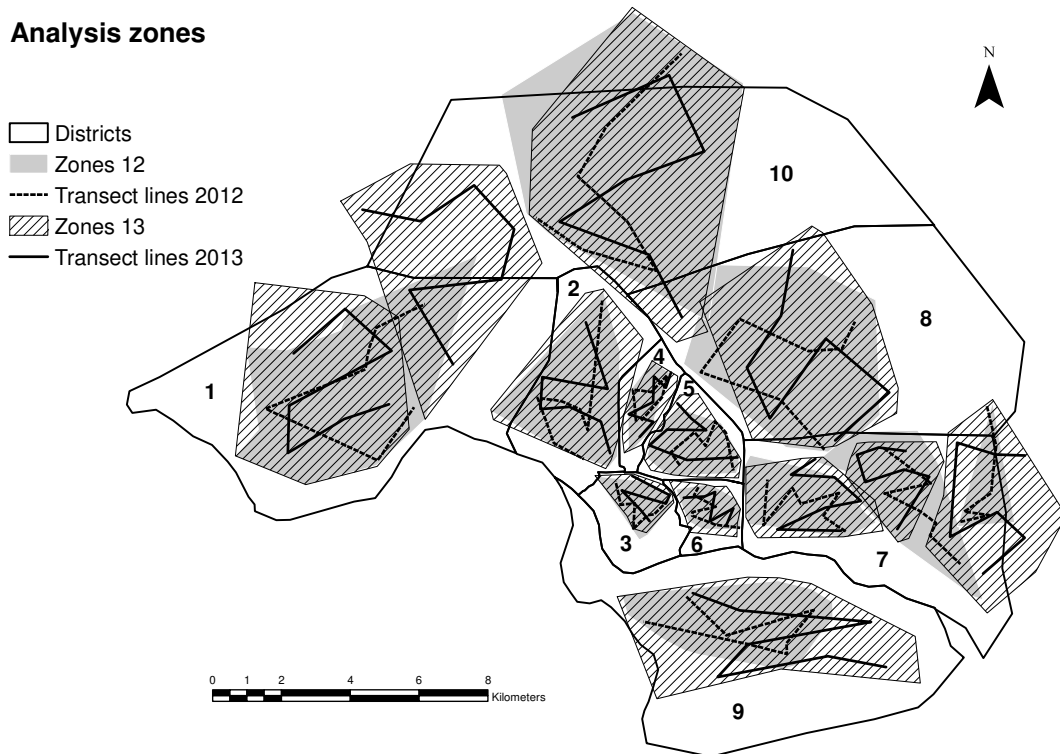 Analysis zones
N
Districts
Zones 12
Transect lines 2012
Zones 13
Transect lines 2013
10
2
8
4
1
5
3
6
7
9
0 1 2 4 6 8
Kilometers